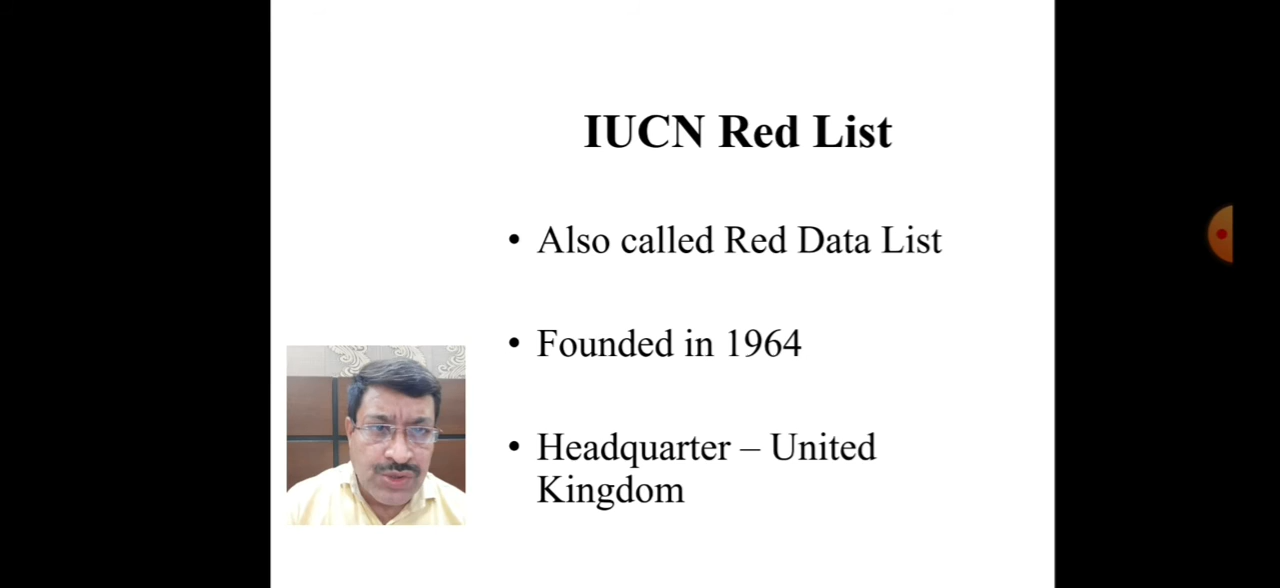 IUCN Red List
• Also called Red Data List
• Founded in 1964
• Headquarter – United
Kingdom